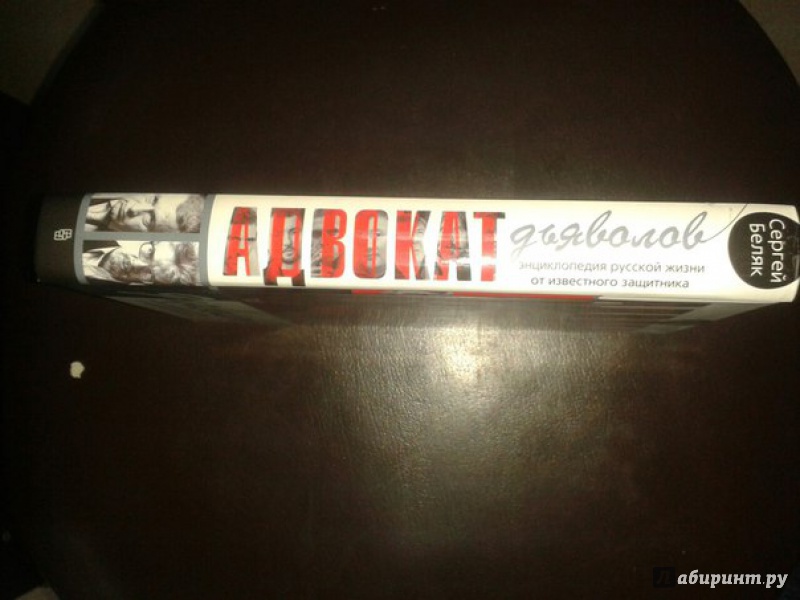 АДВОКАТ
дьяволов
энциклопедия русской жизни
от известного защитника
Сергей
Беляк
Лабиринт.ру